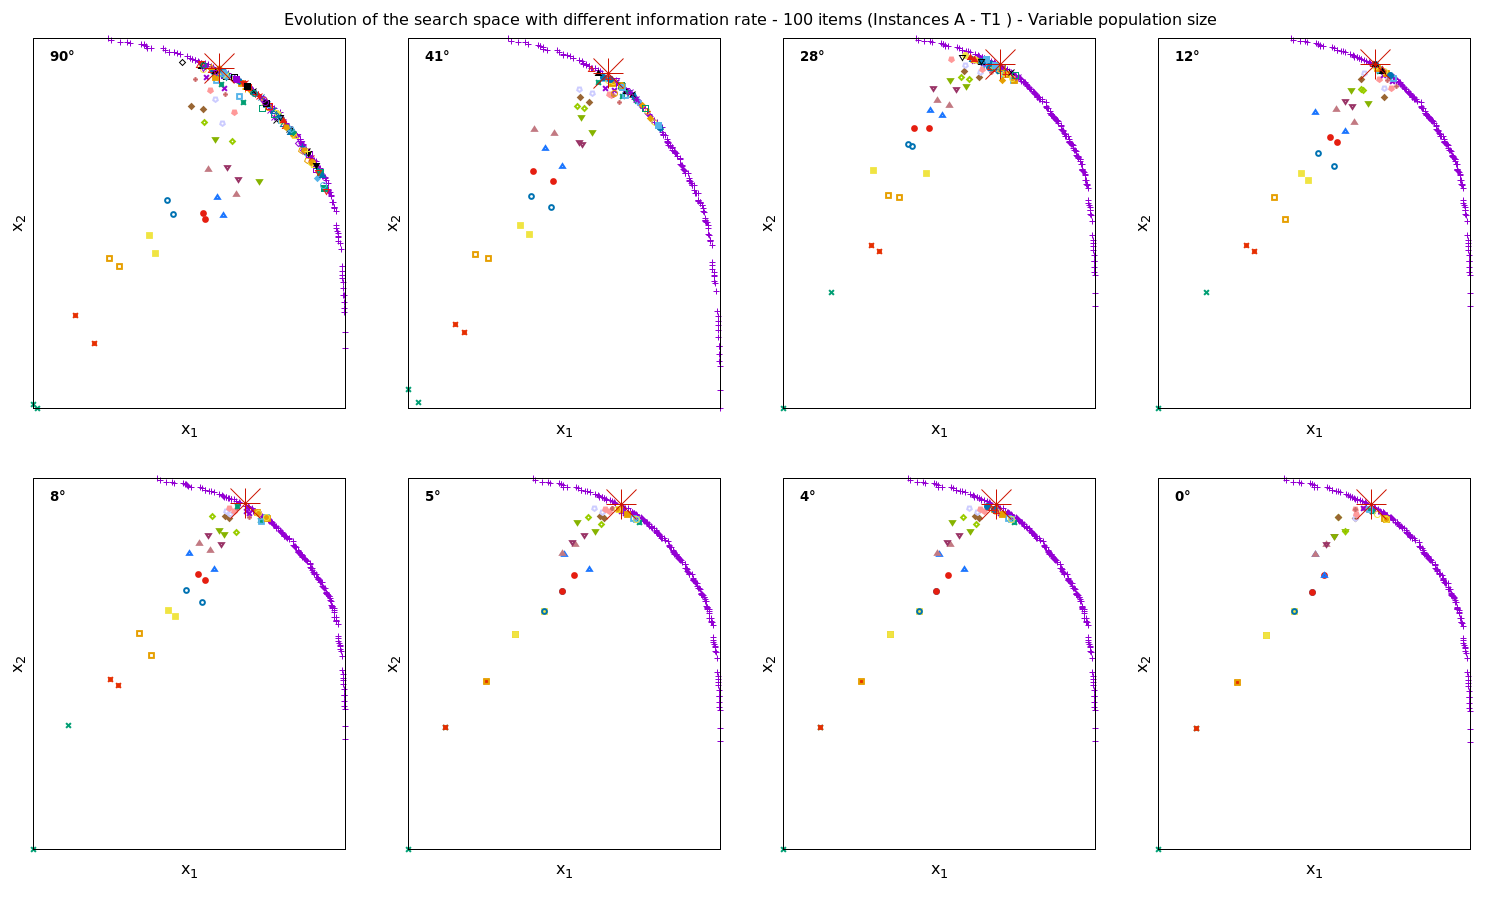 Evolution of the search space with different information rate - 100 items (Instances A - T1 ) - Variable population size
90°
41°
28°
12°
x2
x2
x2
x2
x1
x1
x1
x1
8°
5°
4°
0°
x2
x2
x2
x2
x1
x1
x1
x1